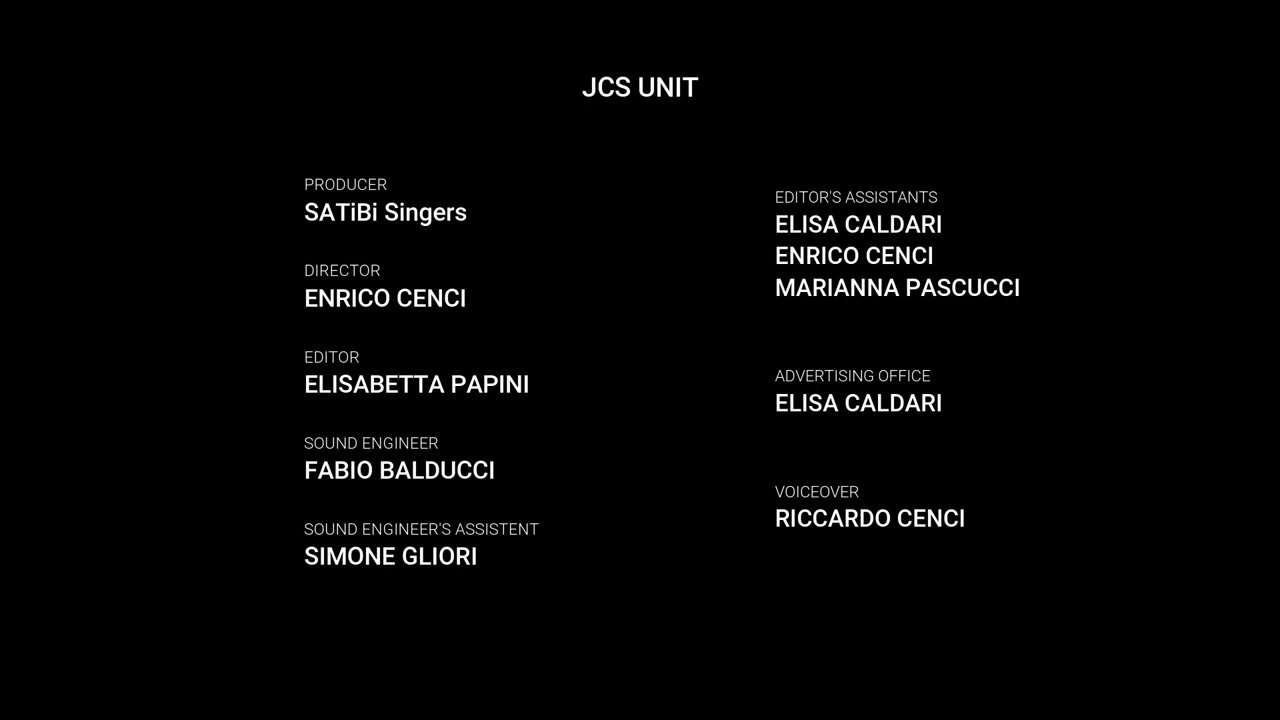 JCS UNIT
PRODUCER
SATiBi Singers
DIRECTOR
ENRICO CENCI
EDITOR
ELISABETTA PAPINI
SOUND ENGINEER
FABIO BALDUCCI
SOUND ENGINEER'S ASSISTENT
SIMONE GLIORI
EDITOR'S ASSISTANTS
ELISA CALDARI
ENRICO CENCI
MARIANNA PASCUCCI
ADVERTISING OFFICE
ELISA CALDARI
VOICEOVER
RICCARDO CENCI